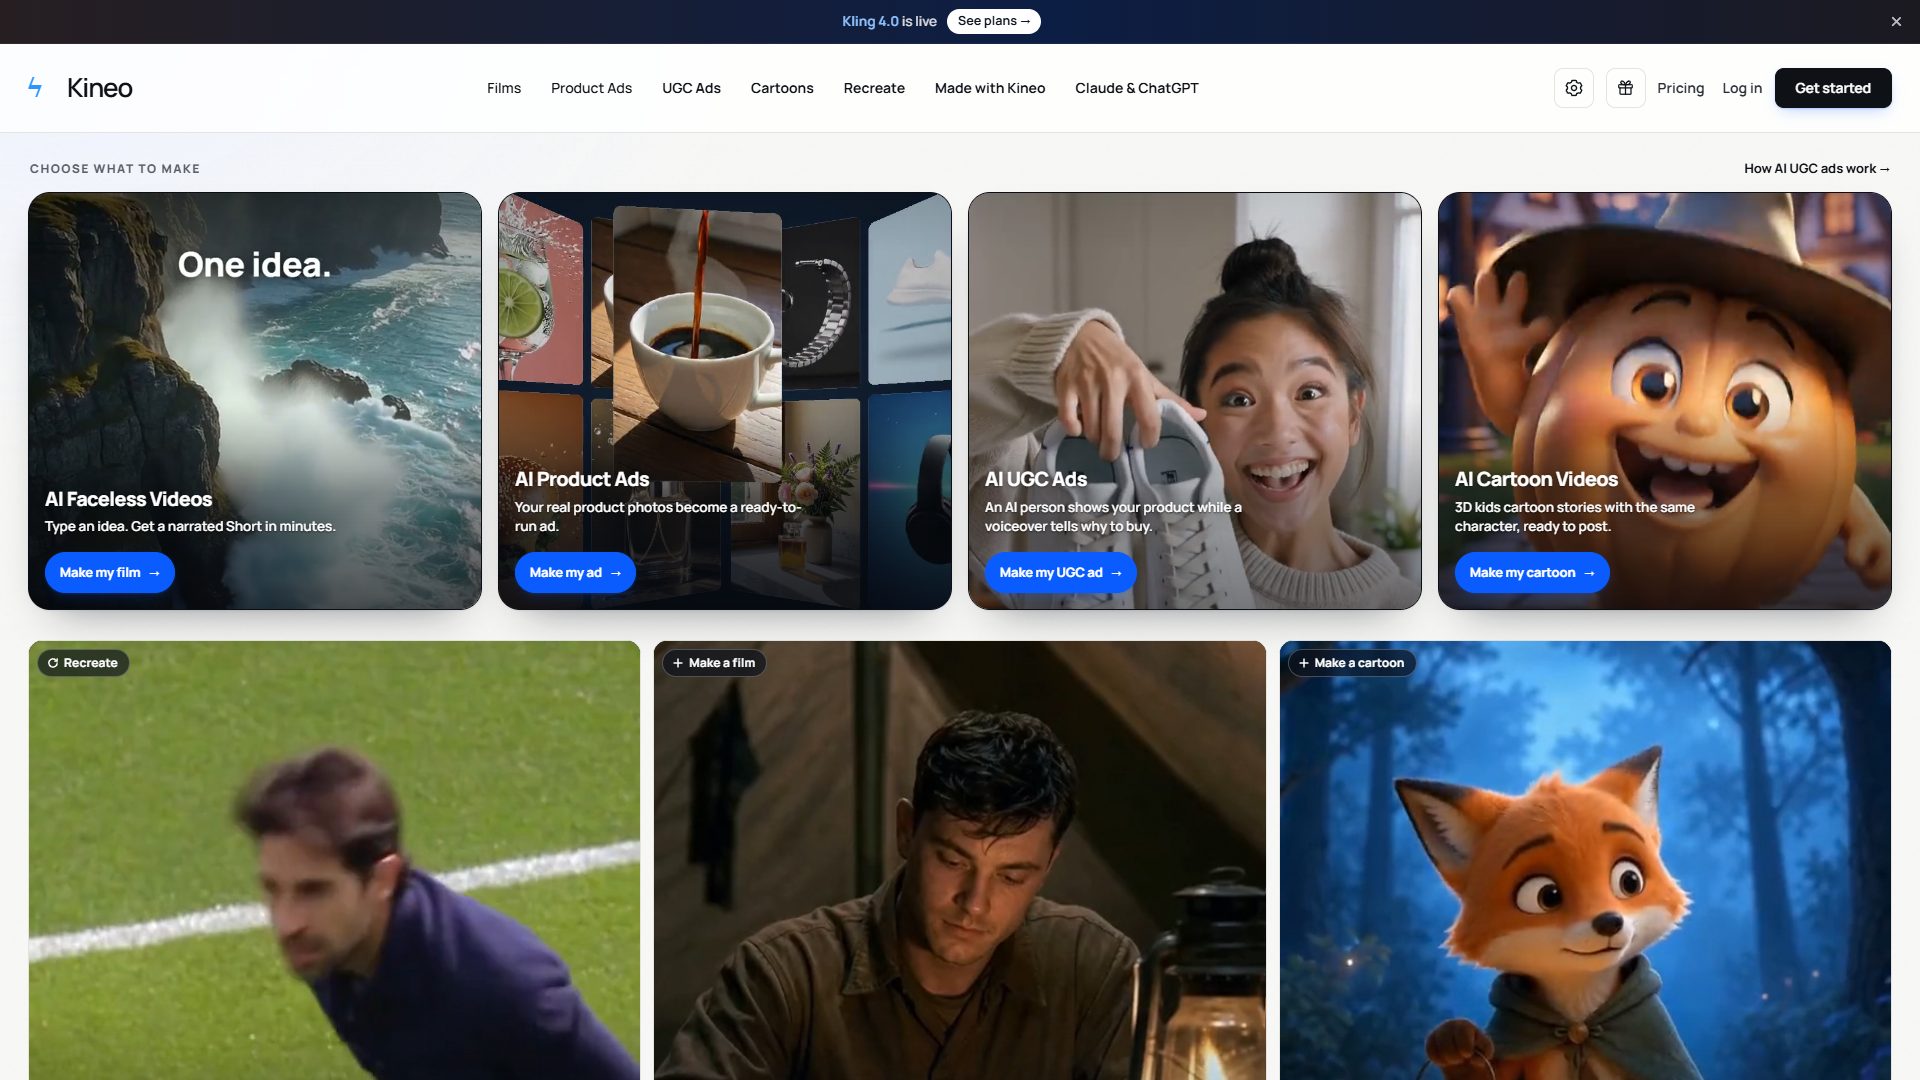 Kling 4.0 is live See plans →
Kineo
Films
Product Ads
UGC Ads
Cartoons
Recreate
Made with Kineo
Claude & ChatGPT
Pricing
Log in
Get started
CHOOSE WHAT TO MAKE
How AI UGC ads work →
One idea.
AI Faceless Videos
Type an idea. Get a narrated Short in minutes.
Make my film →
AI Product Ads
Your real product photos become a ready-to-
run ad.
Make my ad →
AI UGC Ads
An AI person shows your product while a
voiceover tells why to buy.
Make my UGC ad →
AI Cartoon Videos
3D kids cartoon stories with the same
character, ready to post.
Make my cartoon →
Recreate
+ Make a film
+ Make a cartoon